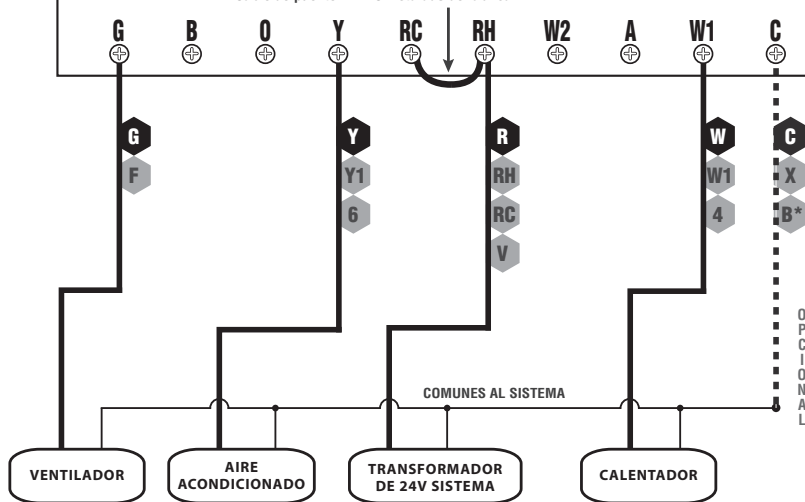 G B O Y RC RH W2 A W1 C
G Y R W C
F Y1 RH W1 X
6 RC 4 B*
V
OPCIONAL
COMUNES AL SISTEMA
VENTILADOR
AIRE
ACONDICIONADO
TRANSFORMADOR
DE 24V SISTEMA
CALENTADOR